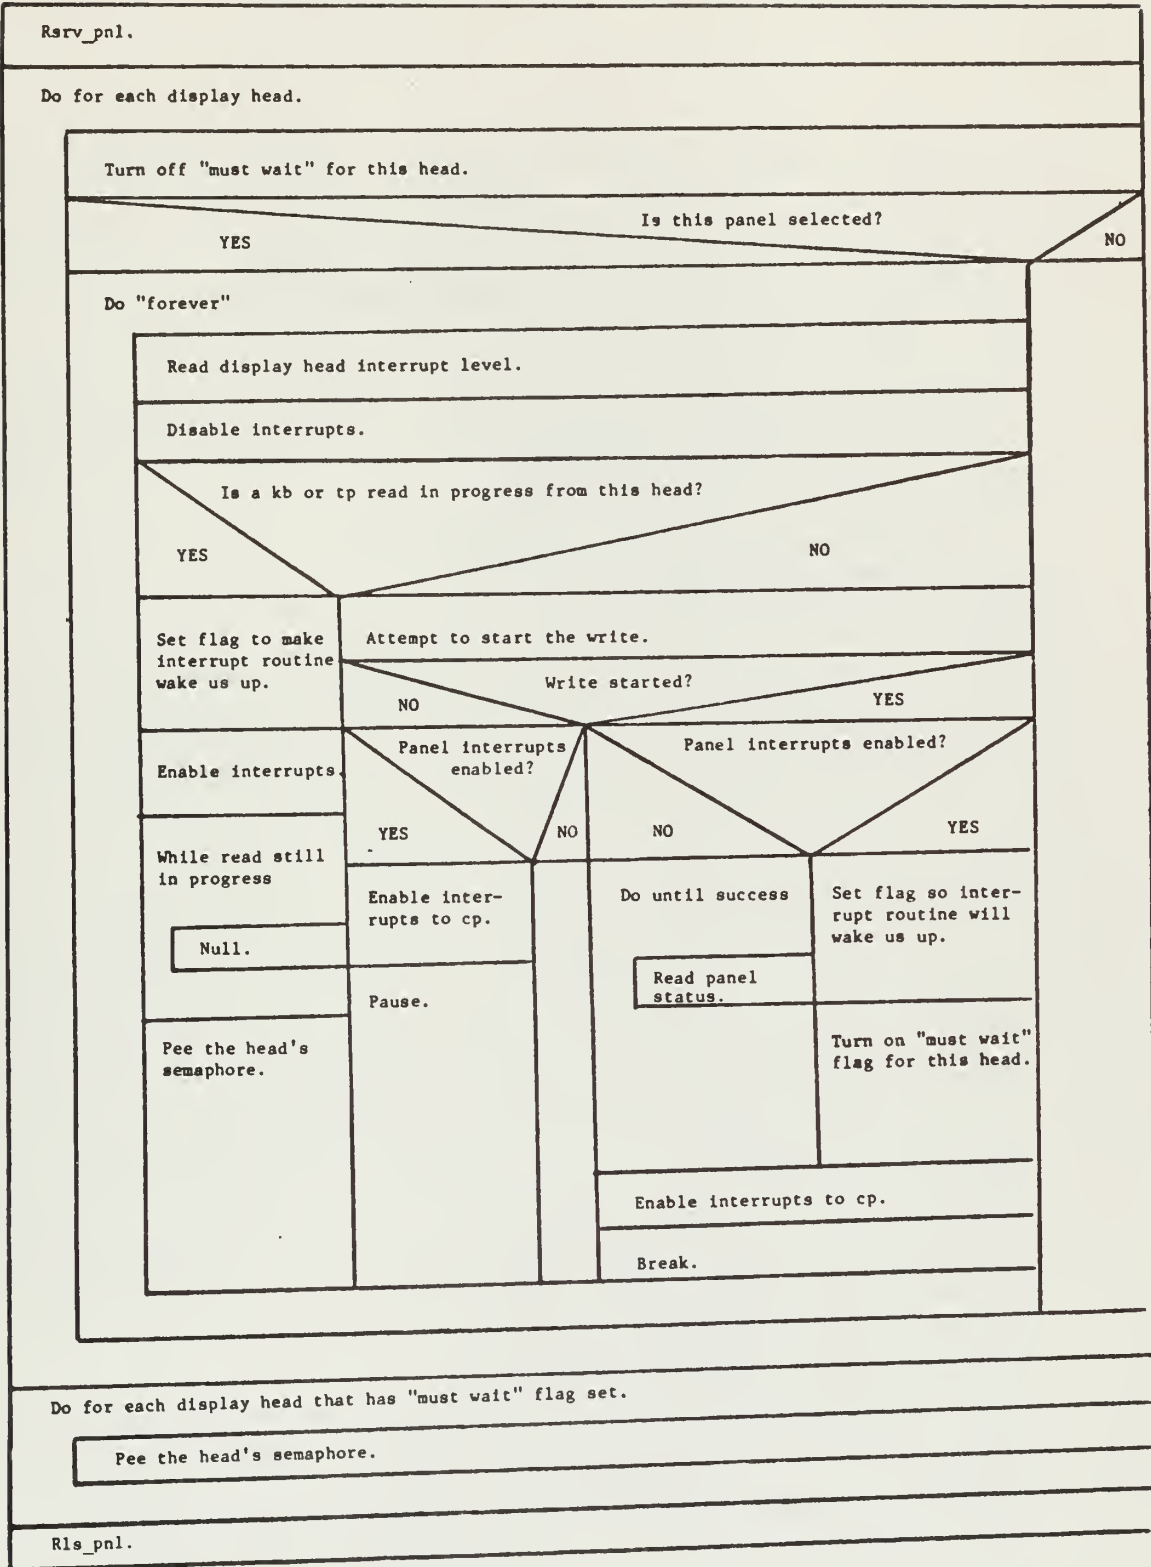 Rsrv_pnl.
Do for each display head.
Turn off "must wait" for this head.
Is this panel selected?
YES
NO
Do "forever"
Read display head interrupt level.
Disable interrupts.
Is a kb or tp read in progress from this head?
YES
NO
Set flag to make
interrupt routine
wake us up.
Enable interrupts.
While read still
in progress
Null.
Pee the head's
semaphore.
Attempt to start the write.
Write started?
NO
YES
Panel interrupts
enabled?
YES
NO
Enable inter-
rupts to cp.
Pause.
Panel interrupts enabled?
NO
YES
Do until success
Read panel
status.
Set flag so inter-
rupt routine will
wake us up.
Turn on "must wait"
flag for this head.
Enable interrupts to cp.
Break.
Do for each display head that has "must wait" flag set.
Pee the head's semaphore.
Rls_pnl.